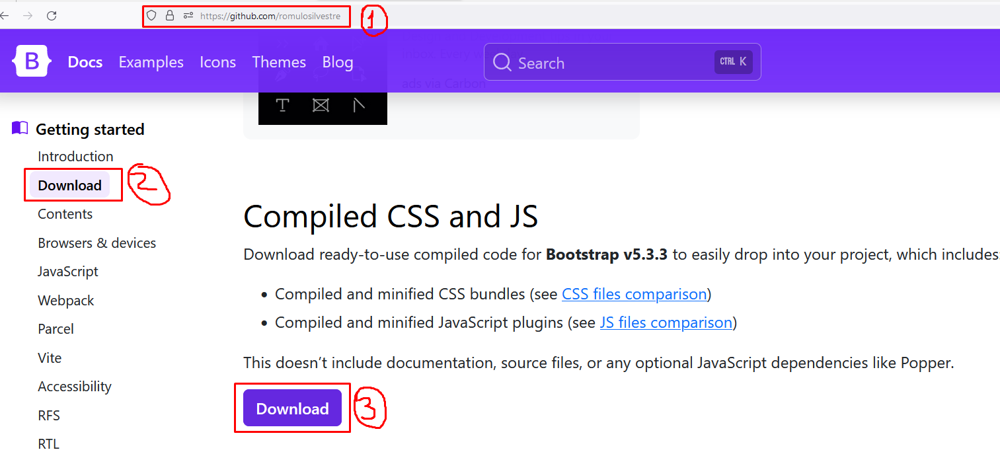 https://github.com/romulosilvestre
1
B
Docs Examples Icons Themes Blog
Search
CTRL K
ads via Carbon
Getting started
Introduction
Download
2
Contents
Browsers & devices
JavaScript
Webpack
Parcel
Vite
Accessibility
RFS
RTL
Compiled CSS and JS
Download ready-to-use compiled code for Bootstrap v5.3.3 to easily drop into your project, which includes:
• Compiled and minified CSS bundles (see CSS files comparison)
• Compiled and minified JavaScript plugins (see JS files comparison)
This doesn’t include documentation, source files, or any optional JavaScript dependencies like Popper.
Download
3